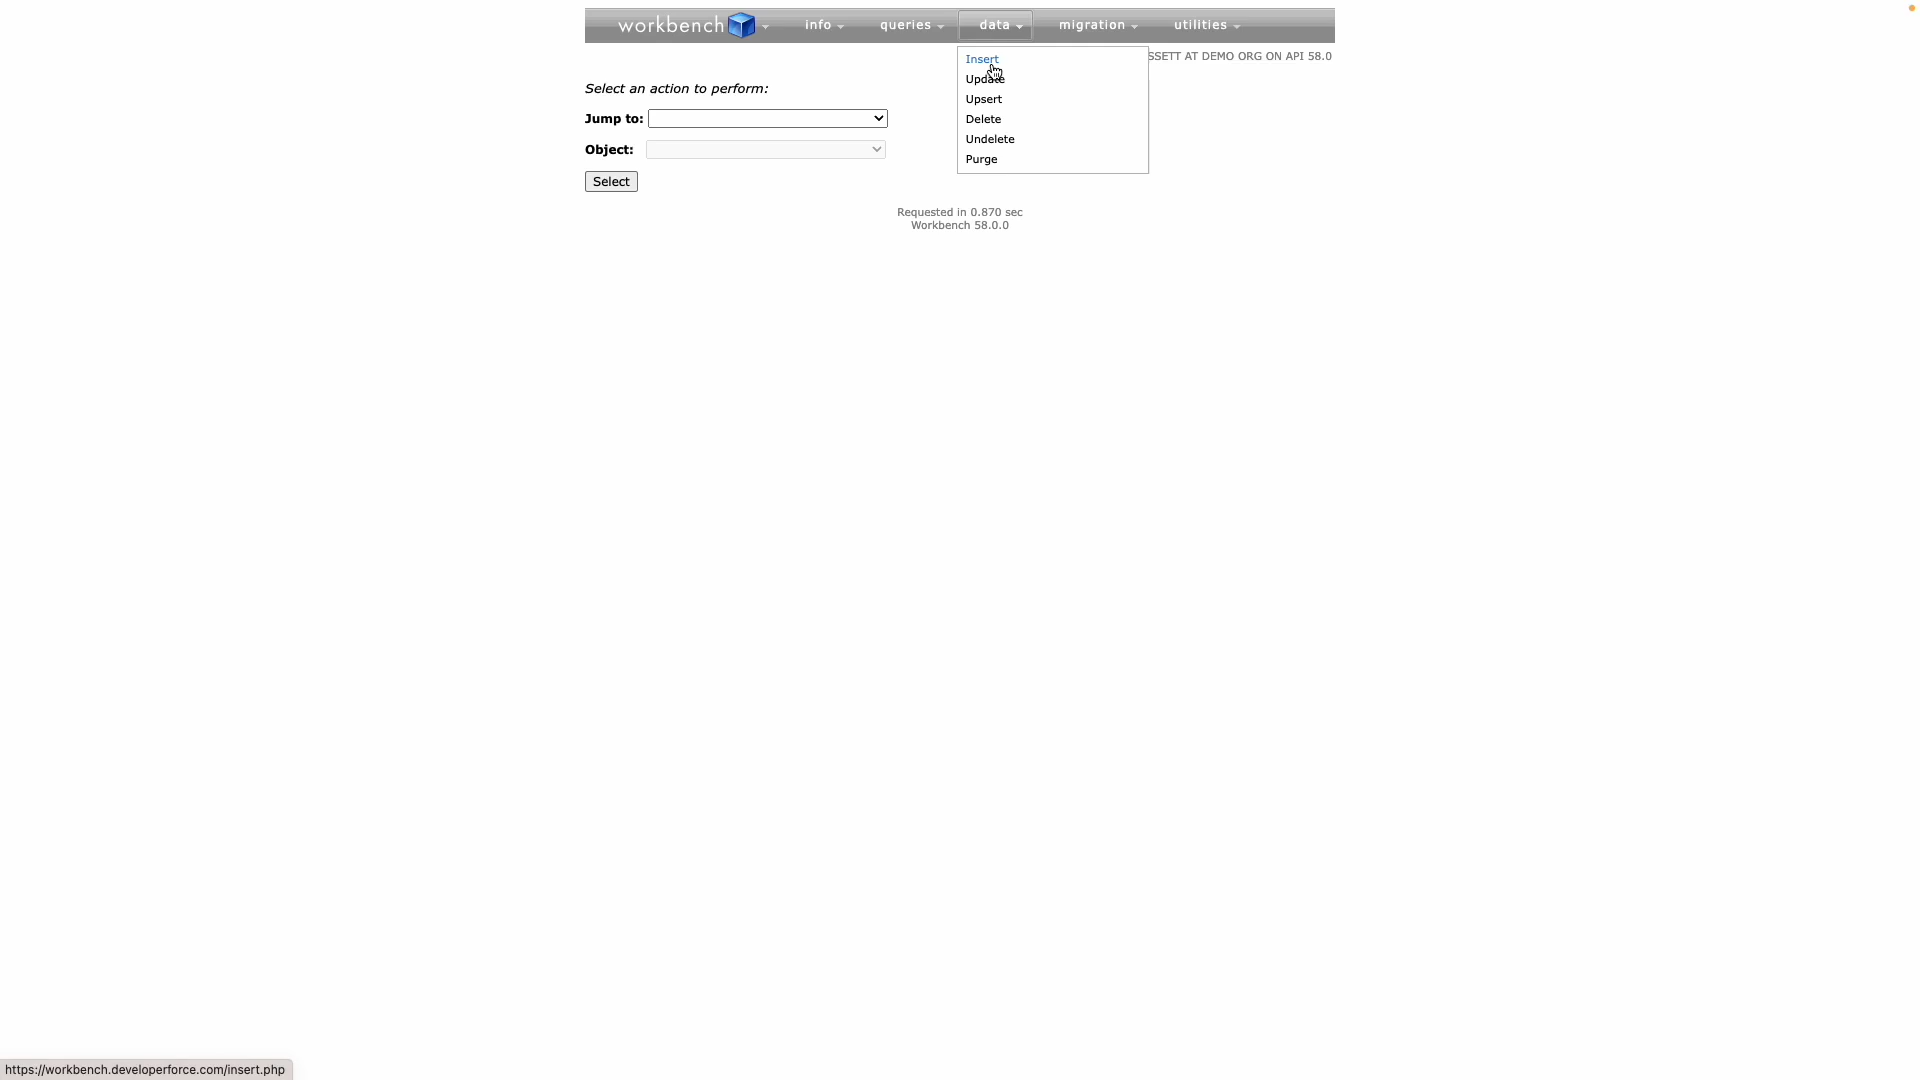 workbench info queries data migration utilities
SSETT AT DEMO ORG ON API 58.0
Insert
Update
Upsert
Delete
Undelete
Purge
Select an action to perform:
Jump to:
Object:
Select
Requested in 0.870 sec
Workbench 58.0.0
https://workbench.developerforce.com/insert.php